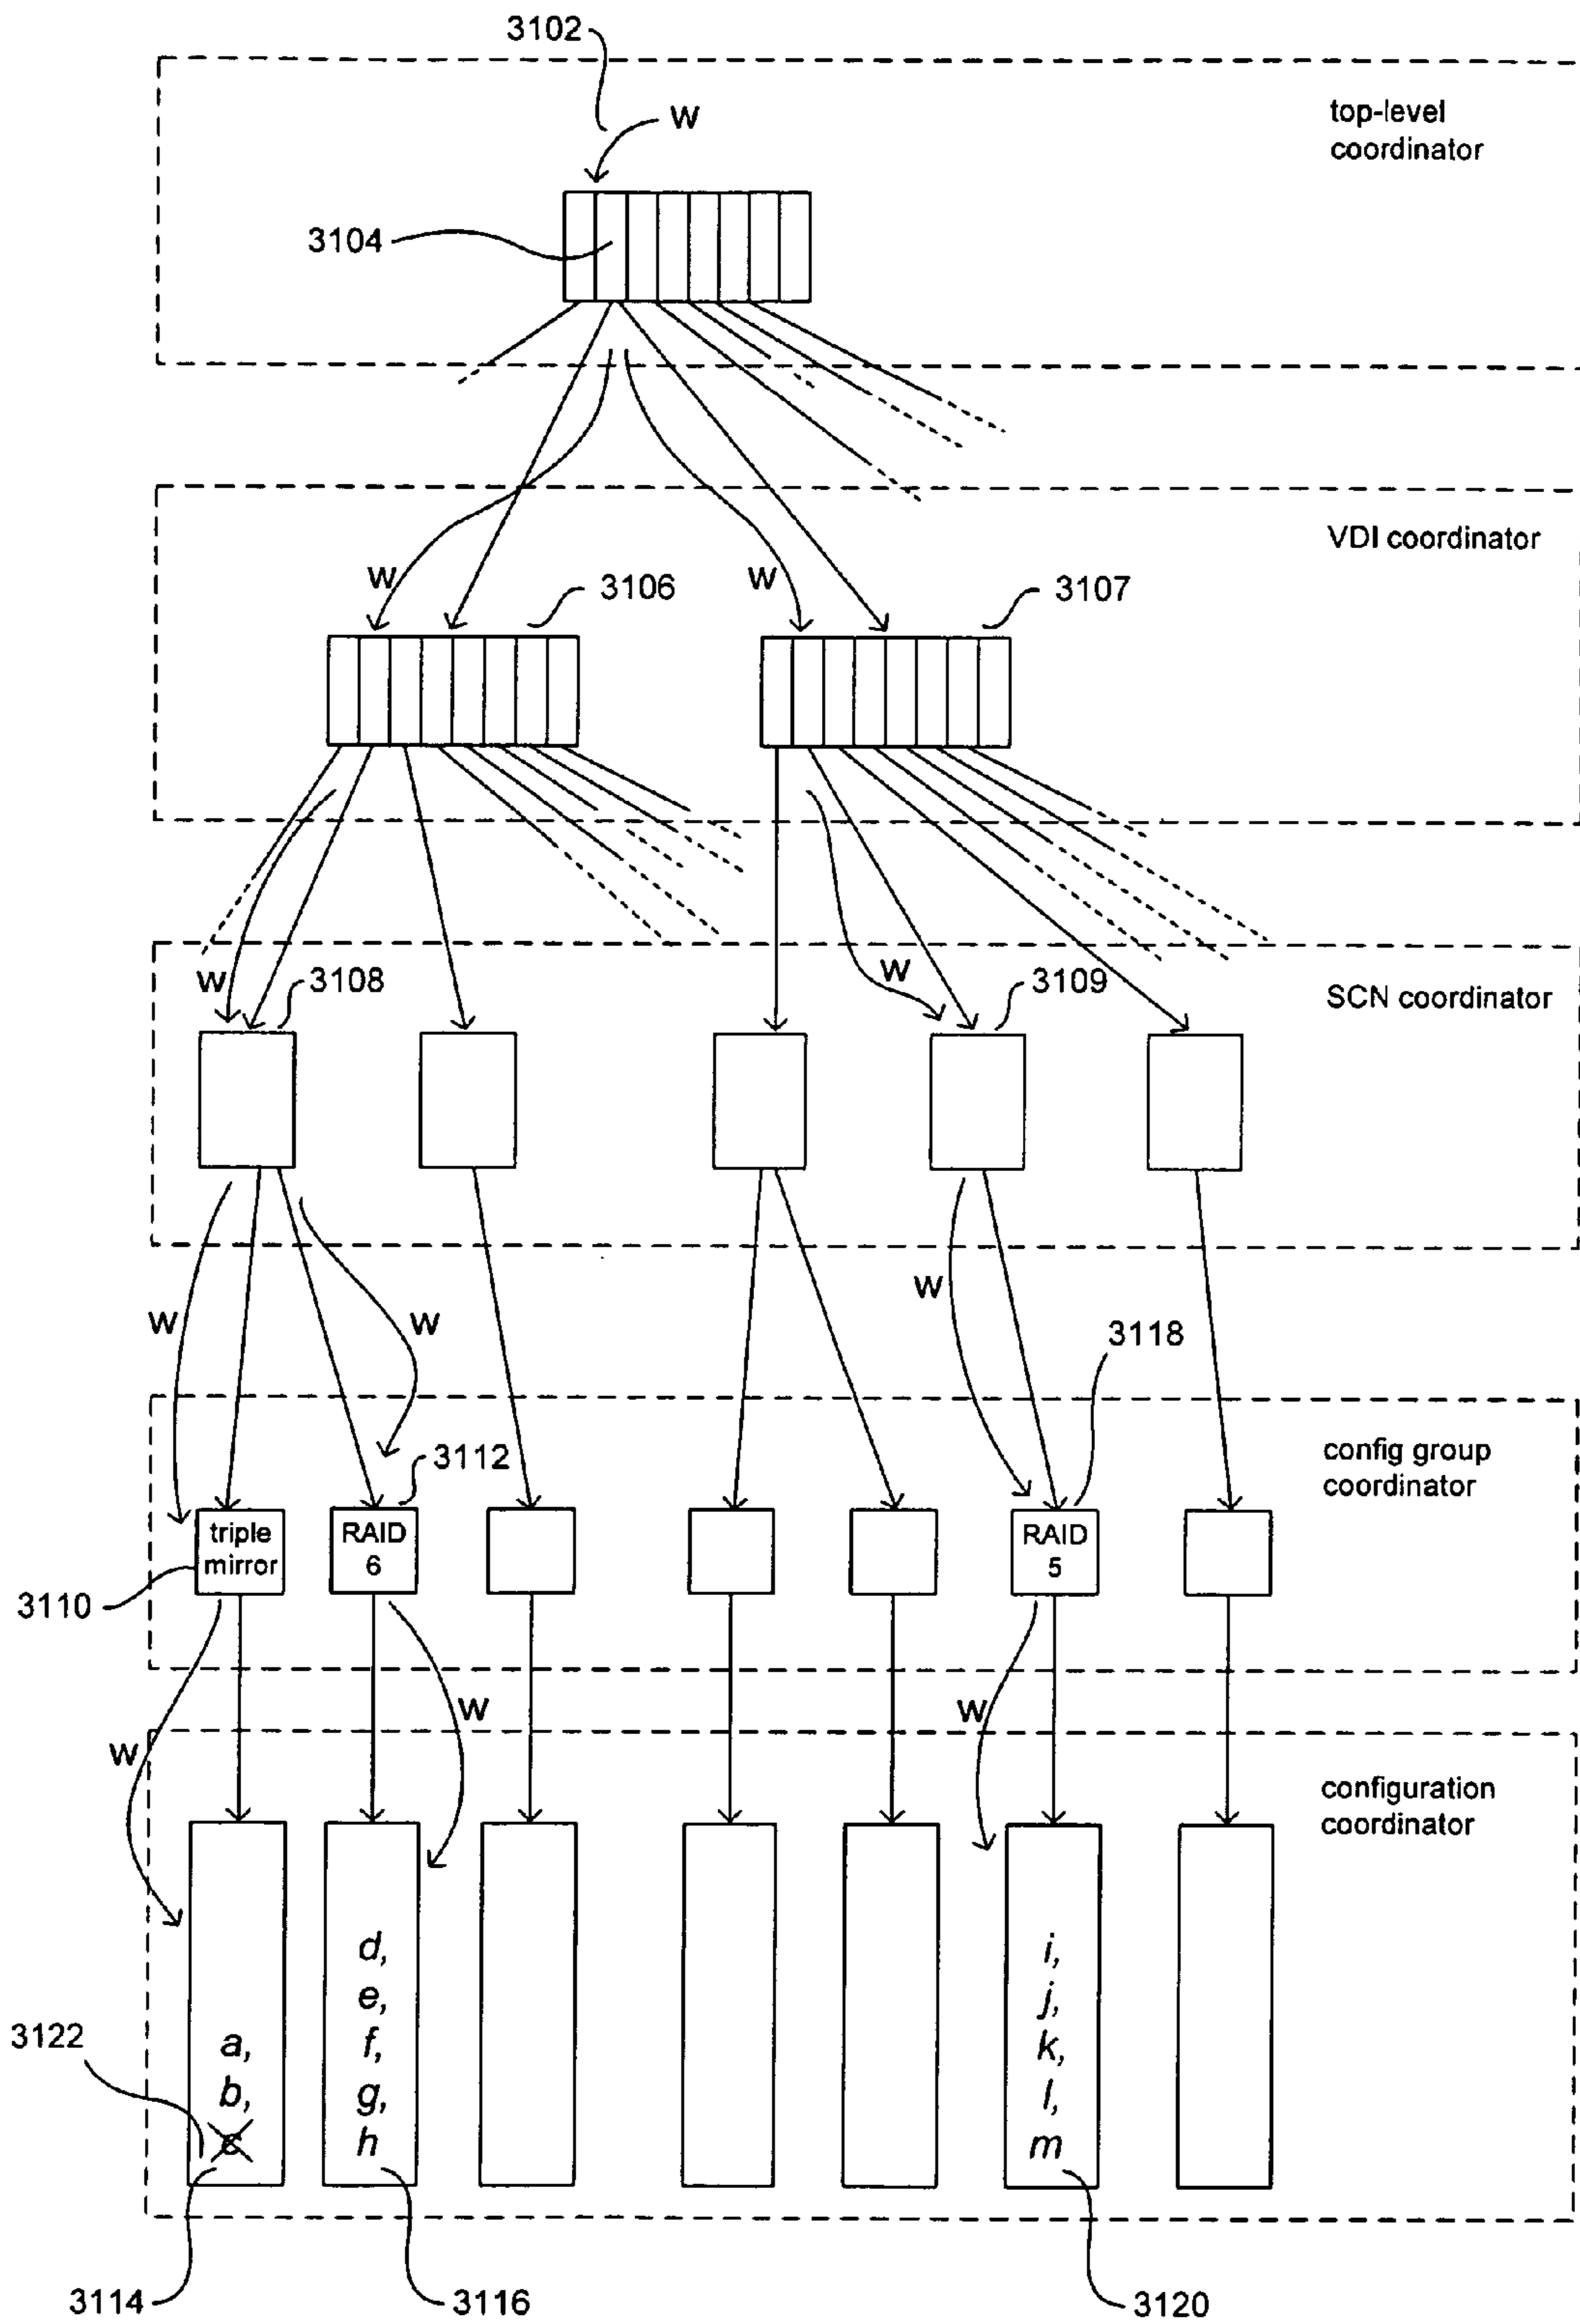 3102
W
top-level
coordinator
3104
VDI coordinator
W
3106
W
3107
W
3108
W
3109
SCN coordinator
W
W
W
3118
config group
coordinator
3112
triple
mirror
RAID
6
RAID
5
3110
W
W
W
configuration
coordinator
d,
e,
f,
g,
h
i,
j,
k,
l,
m
3122
a,
b,
c
3114
3116
3120